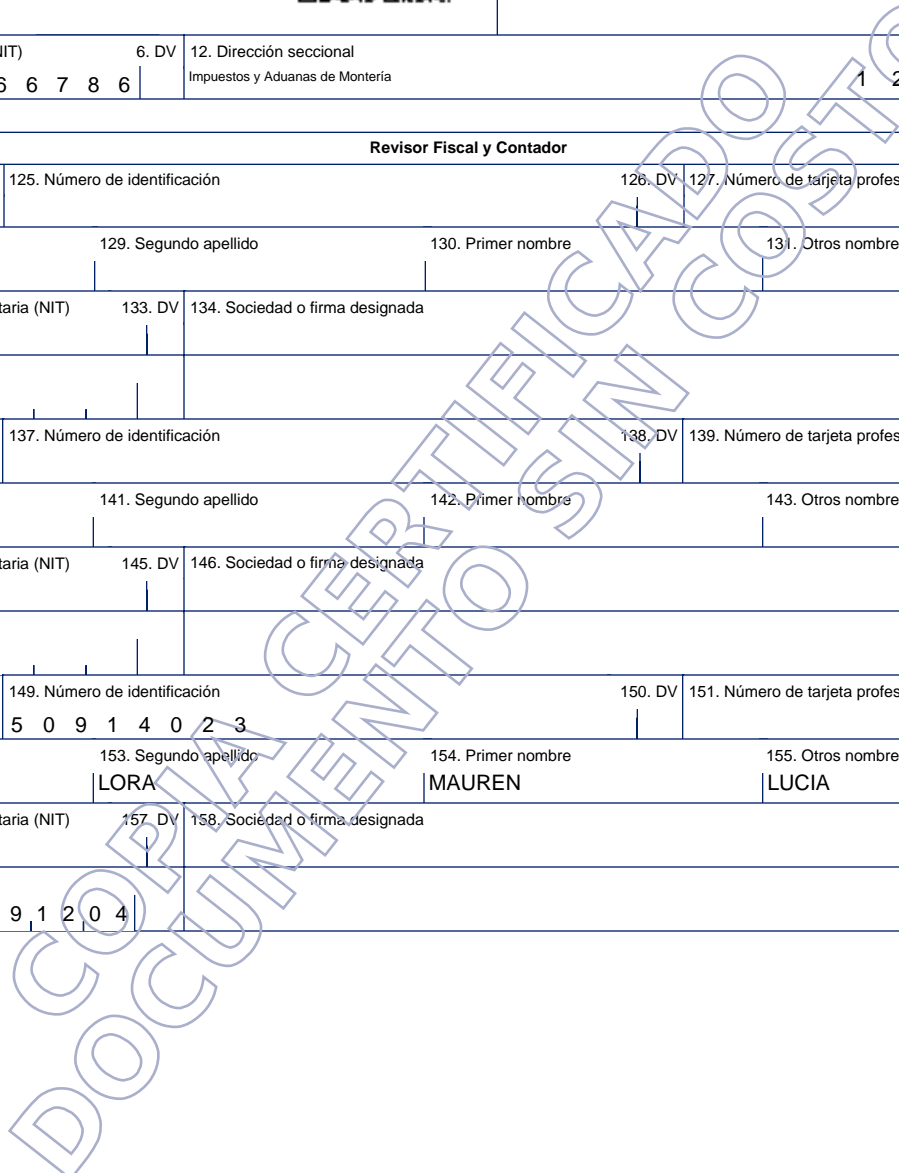 NIT) 6. DV 12. Dirección seccional
6 6 7 8 6 Impuestos y Aduanas de Montería 1 2
Revisor Fiscal y Contador
125. Número de identificación 126. DV 127. Número de tarjeta profes
129. Segundo apellido 130. Primer nombre 131. Otros nombre
taria (NIT) 133. DV 134. Sociedad o firma designada
137. Número de identificación 138. DV 139. Número de tarjeta profes
141. Segundo apellido 142. Primer nombre 143. Otros nombre
taria (NIT) 145. DV 146. Sociedad o firma designada
149. Número de identificación 150. DV 151. Número de tarjeta profes
5 0 9 1 4 0 2 3
153. Segundo apellido 154. Primer nombre 155. Otros nombre
LORA MAUREN LUCIA
taria (NIT) 157. DV 158. Sociedad o firma designada
9 1 2 0 4
COPIA CERTIFICADO
DOCUMENTO SIN COSTO